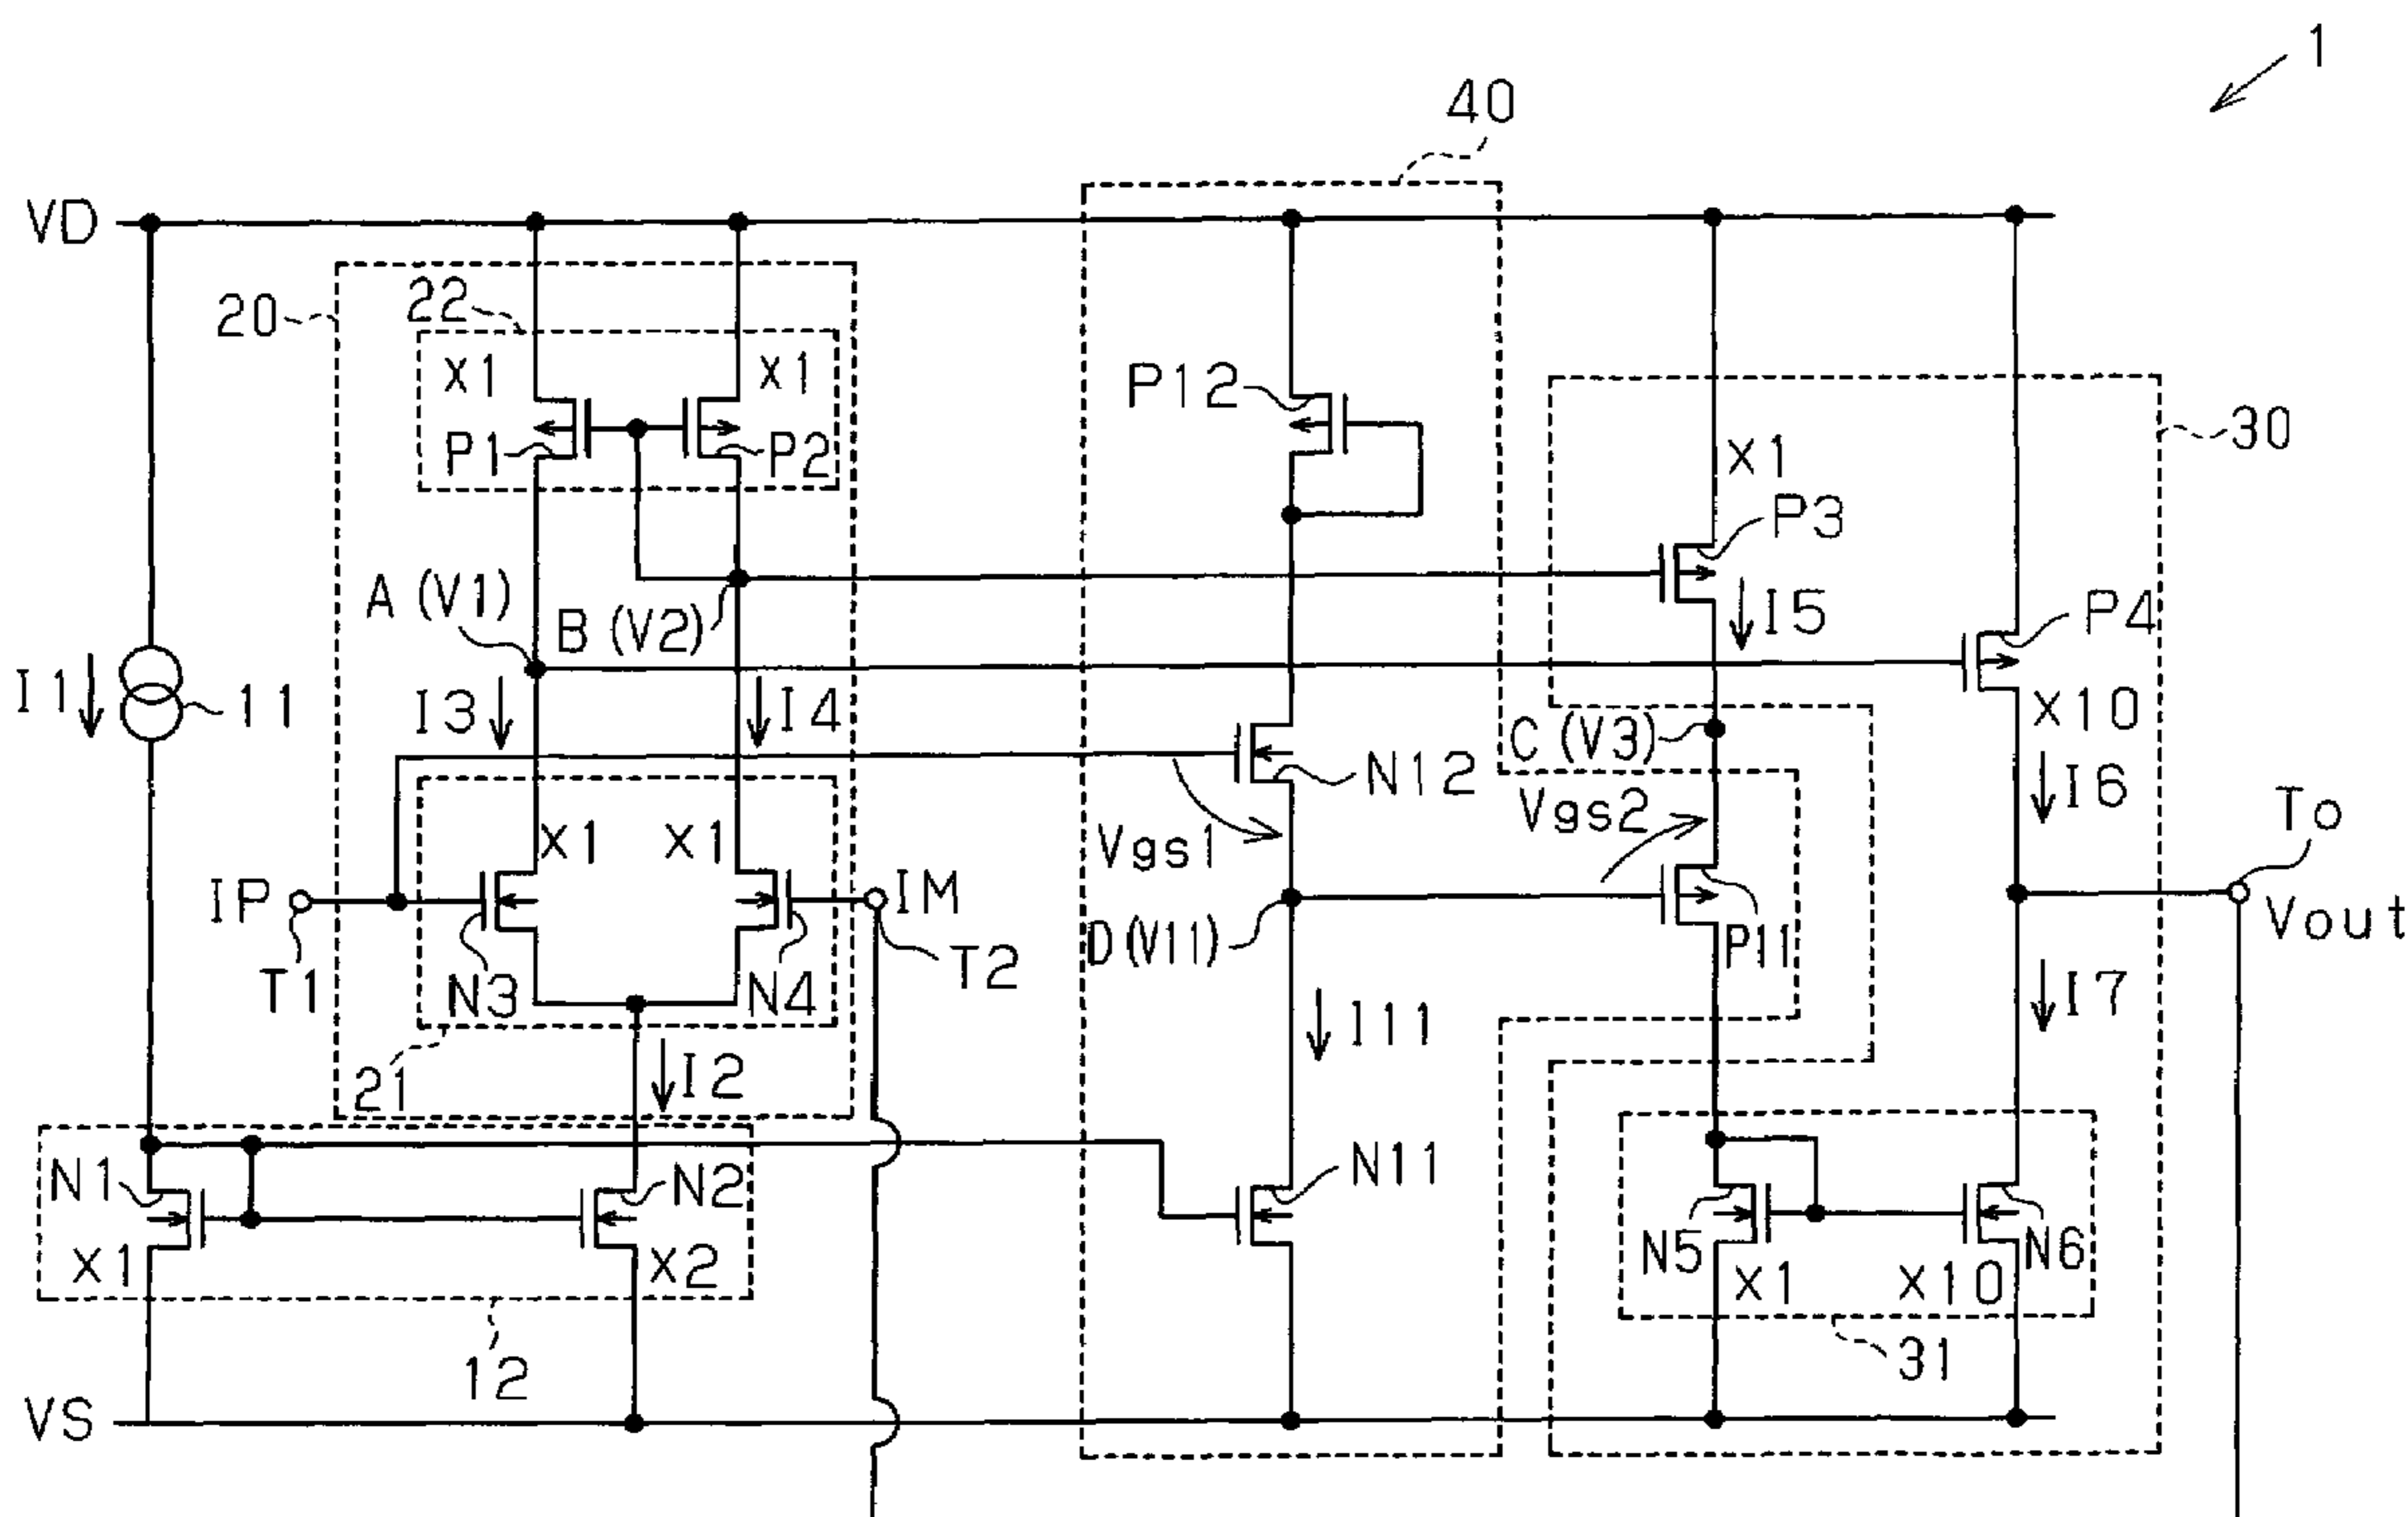 1
40
VD
20
22
X1
X1
P12
30
P1
P2
X1
P3
A (V1)
B (V2)
I5
P4
I1
11
I3
I4
X10
C (V3)
N12
I6
To
Vgs1
Vgs2
X1
X1
IP
IM
D(V11)
P11
Vout
T1
N3
N4
T2
I11
I7
21
I2
N1
N2
N11
X1
X2
N5
N6
X1
X10
12
31
VS